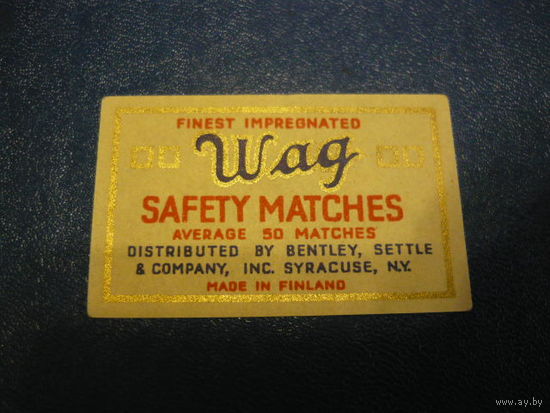 FINEST IMPREGNATED
Wag
SAFETY MATCHES
AVERAGE 50 MATCHES
DISTRIBUTED BY BENTLEY, SETTLE
& COMPANY, INC. SYRACUSE, N.Y.
MADE IN FINLAND
www.ay.by